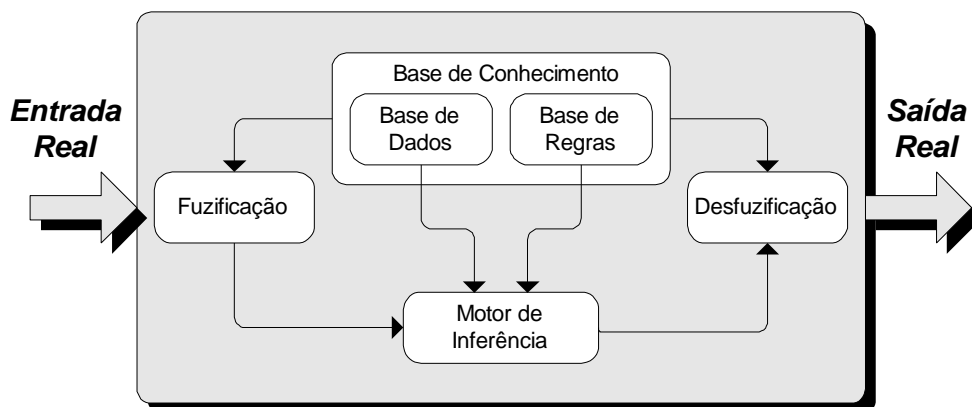 Base de Conhecimento
Entrada
Real
Base de
Dados
Base de
Regras
Saída
Real
Fuzificação
Desfuzificação
Motor de
Inferência